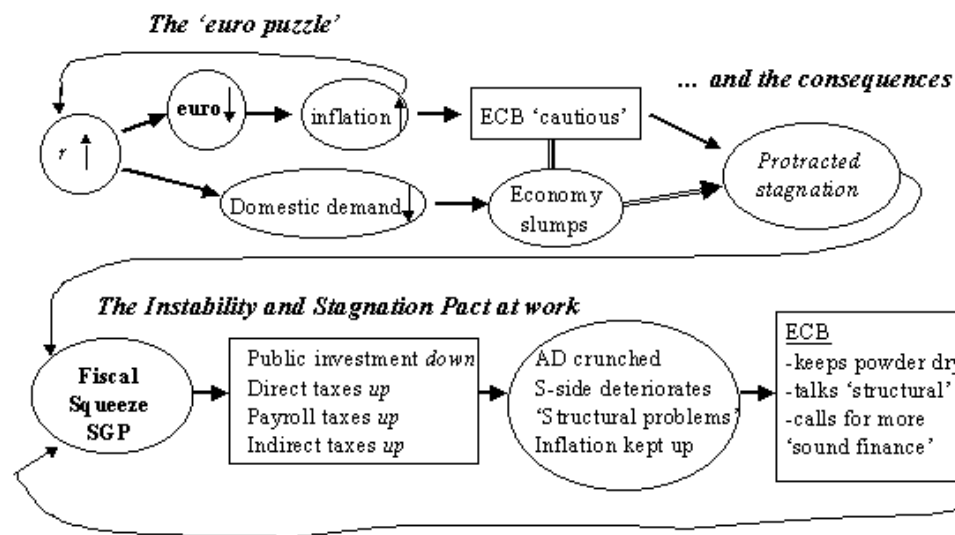 The 'euro puzzle'
... and the consequences
euro
inflation
ECB 'cautious'
r
Protracted
stagnation
Domestic demand
Economy
slumps
The Instability and Stagnation Pact at work
Fiscal
Squeeze
SGP
Public investment down
Direct taxes up
Payroll taxes up
Indirect taxes up
AD crunched
S-side deteriorates
'Structural problems'
Inflation kept up
ECB
-keeps powder dry
-talks 'structural'
-calls for more
'sound finance'